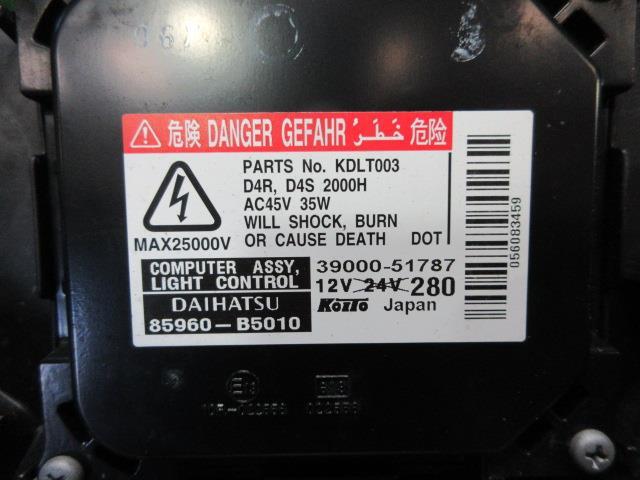 危険 DANGER GEFAHR خَطَرُ 危险
PARTS No. KDLT003
D4R, D4S 2000H
AC45V 35W
WILL SHOCK, BURN
OR CAUSE DEATH DOT
MAX25000V
056083459
COMPUTER ASSY,
LIGHT CONTROL
DAIHATSU
85960-B5010
39000-51787
12V 24V 280
KOITO Japan